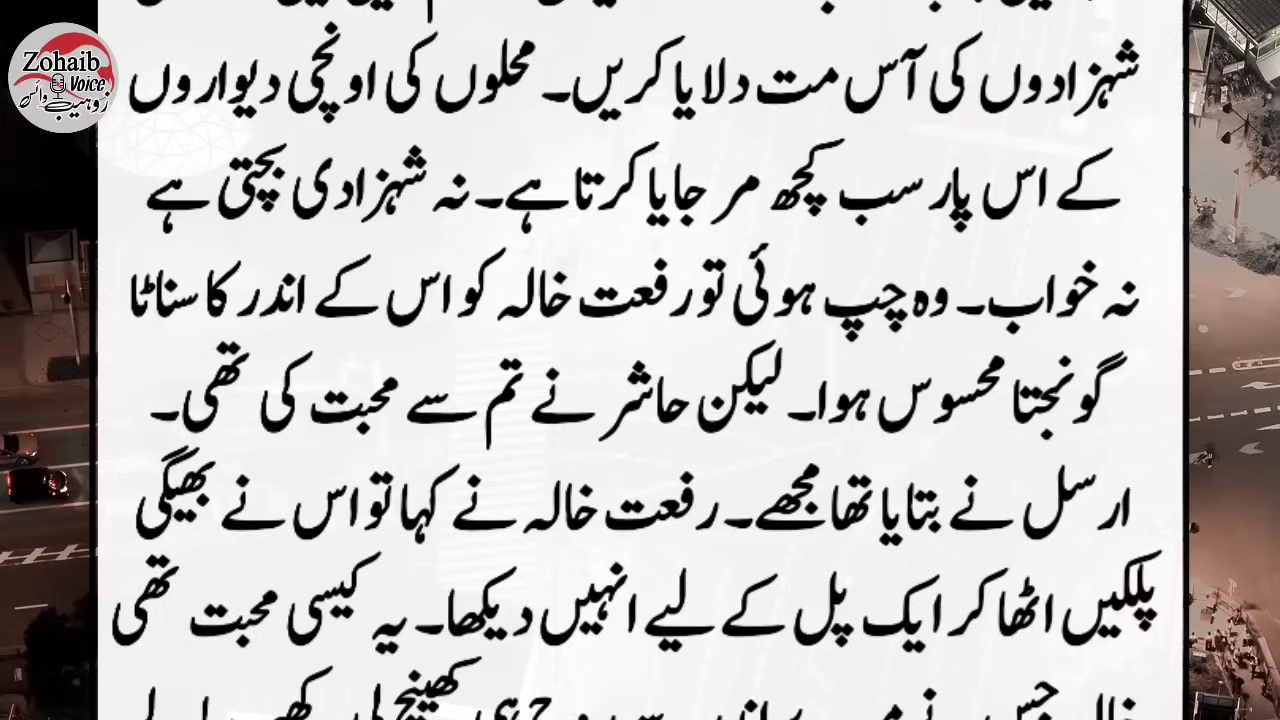 Zohaib
Voice
زوہیب وائس
شہزادوں کی آس مت دلایا کریں۔ محلوں کی اونچی دیواروں
کے اس پار سب کچھ مر جایا کرتا ہے۔ نہ شہزادی بچتی ہے
نہ خواب۔ وہ چپ ہوئی تو رفعت خالہ کو اس کے اندر کا سناٹا
گونجتا محسوس ہوا۔ لیکن حاشر نے تم سے محبت کی تھی۔
ارسل نے بتایا تھا مجھے۔ رفعت خالہ نے کہا تو اس نے بھیگی
پلکیں اٹھا کر ایک پل کے لیے انہیں دیکھا۔ یہ کیسی محبت تھی